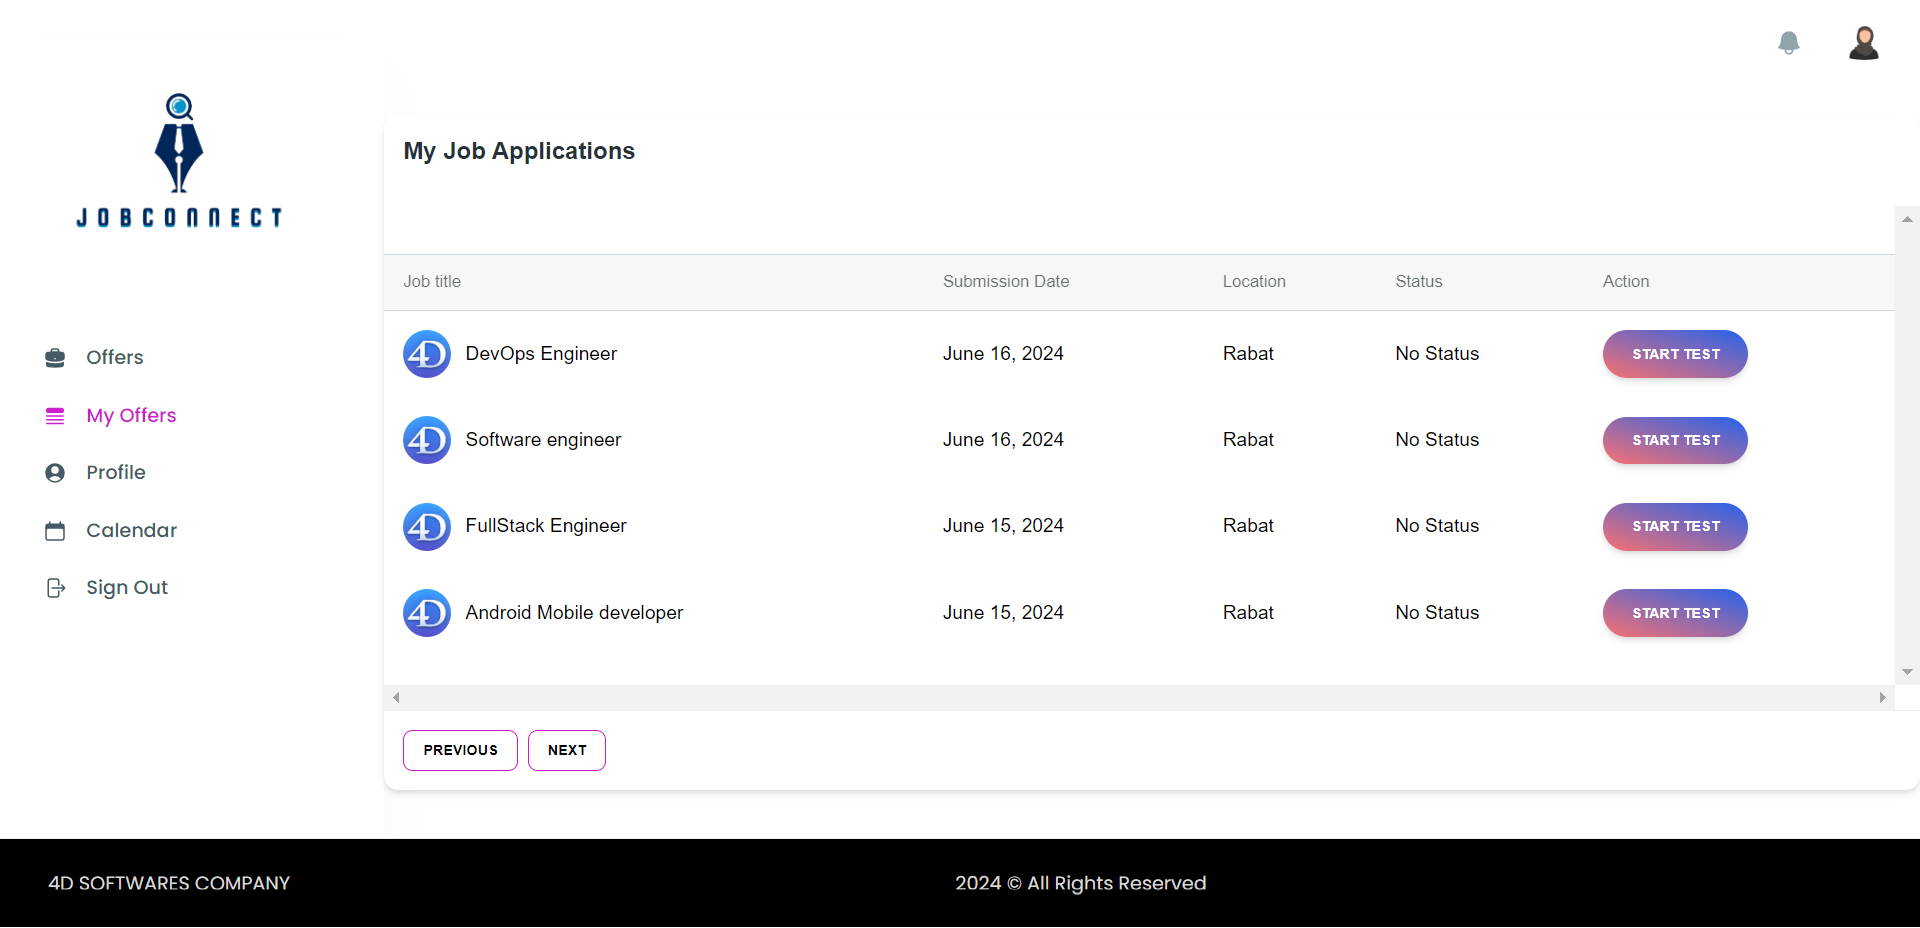 JOBCONNECT
Offers
My Offers
Profile
Calendar
Sign Out
My Job Applications
Job title Submission Date Location Status Action
4D DevOps Engineer June 16, 2024 Rabat No Status START TEST
4D Software engineer June 16, 2024 Rabat No Status START TEST
4D FullStack Engineer June 15, 2024 Rabat No Status START TEST
4D Android Mobile developer June 15, 2024 Rabat No Status START TEST
PREVIOUS NEXT
4D SOFTWARES COMPANY 2024 © All Rights Reserved